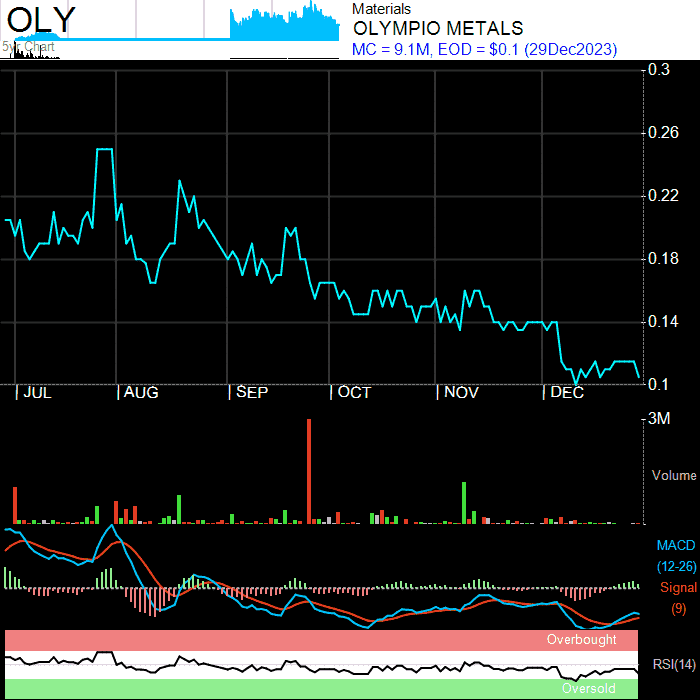 OLY
5yr Chart
Materials
OLYMPIO METALS
MC = 9.1M, EOD = $0.1 (29Dec2023)
0.3
0.26
0.22
0.18
0.14
0.1
JUL AUG SEP OCT NOV DEC
3M
Volume
MACD
(12-26)
Signal
(9)
Overbought
RSI(14)
Oversold